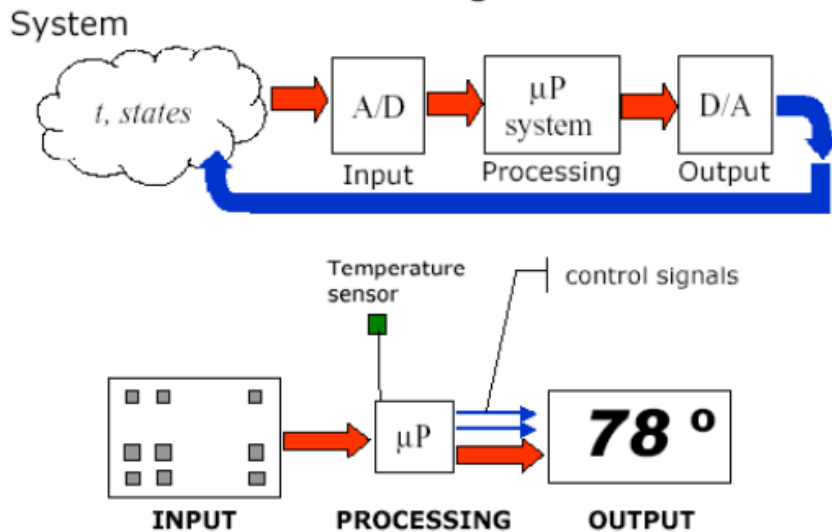 System
t, states
A/D
µP
system
D/A
Input
Processing
Output
Temperature
sensor
control signals
µP
78 º
INPUT
PROCESSING
OUTPUT